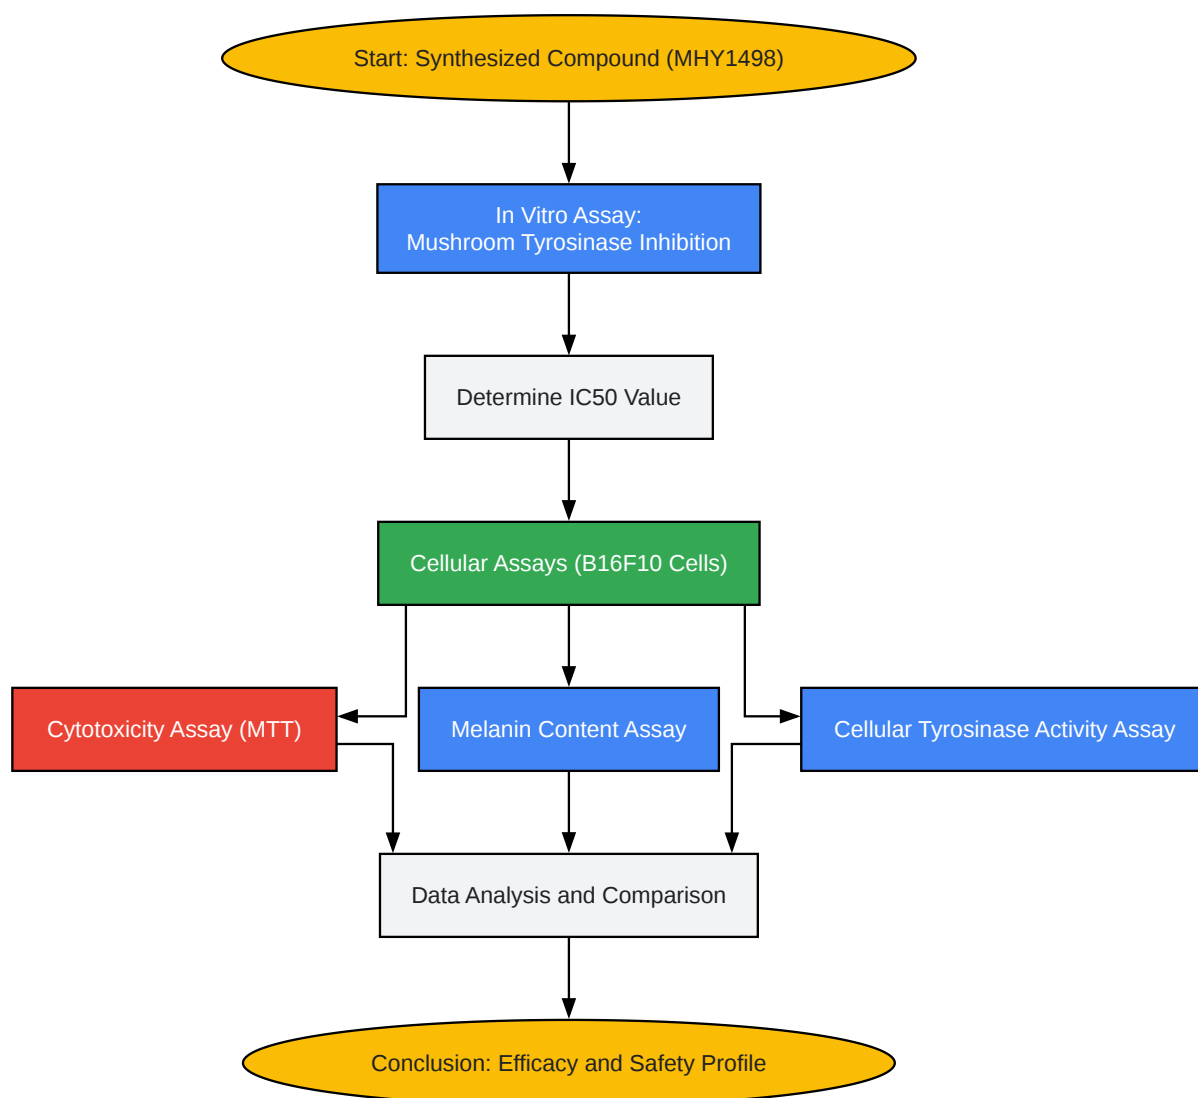 Start: Synthesized Compound (MHY1498)
In Vitro Assay:
Mushroom Tyrosinase Inhibition
Determine IC50 Value
Cellular Assays (B16F10 Cells)
Cytotoxicity Assay (MTT)
Melanin Content Assay
Cellular Tyrosinase Activity Assay
Data Analysis and Comparison
Conclusion: Efficacy and Safety Profile